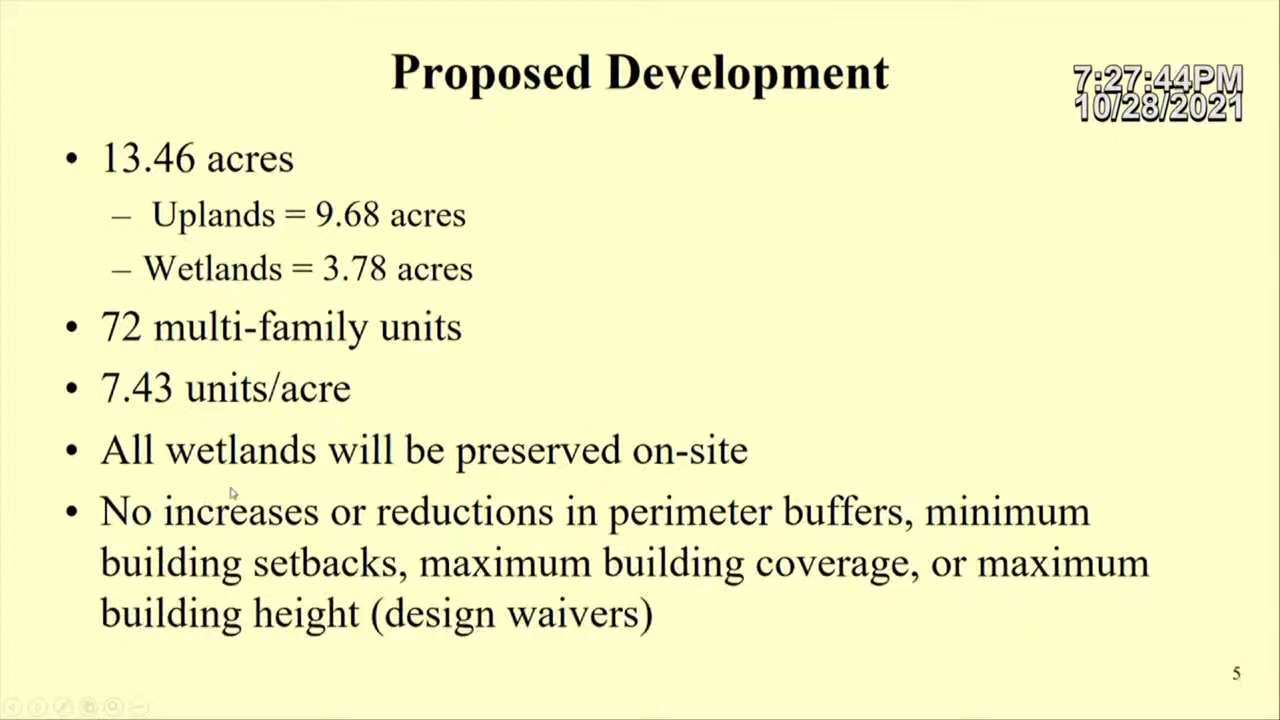 Proposed Development
7:27:44PM
10/28/2021
• 13.46 acres
– Uplands = 9.68 acres
– Wetlands = 3.78 acres
• 72 multi-family units
• 7.43 units/acre
• All wetlands will be preserved on-site
• No increases or reductions in perimeter buffers, minimum
building setbacks, maximum building coverage, or maximum
building height (design waivers)
5